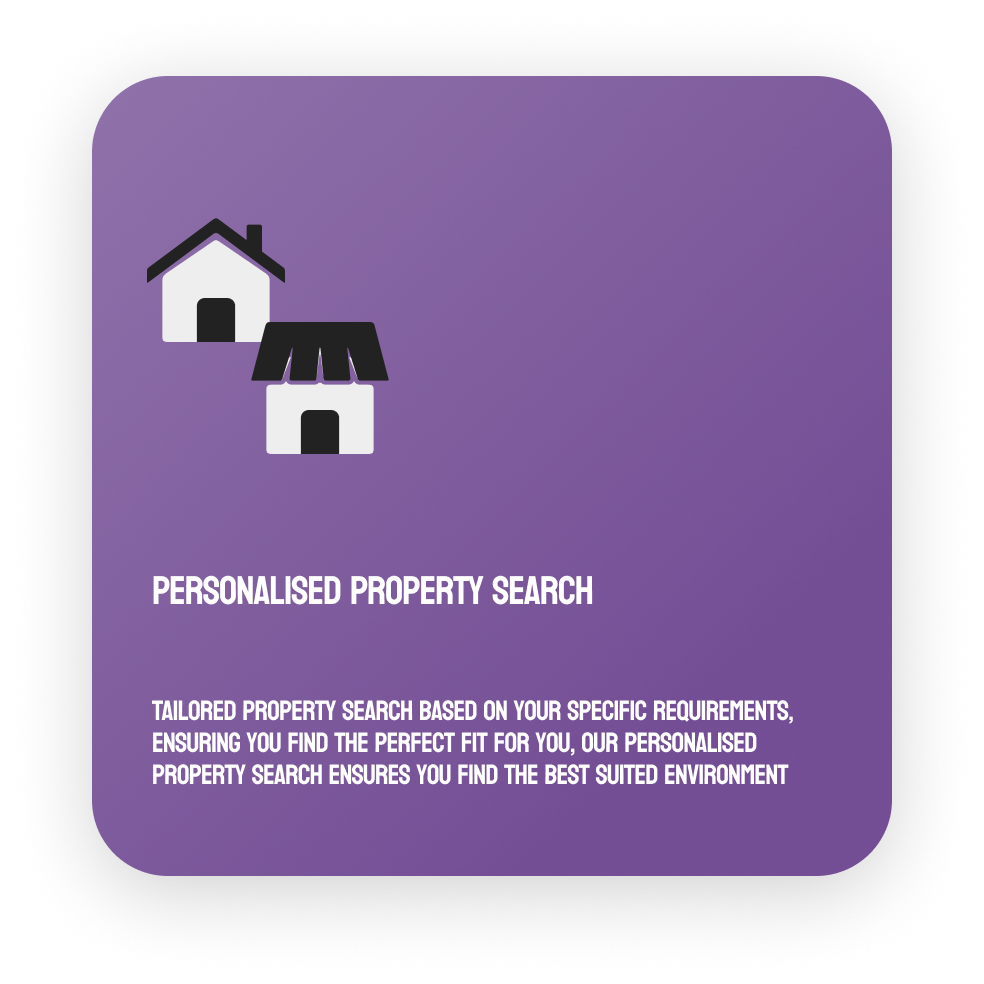 PERSONALISED PROPERTY SEARCH
TAILORED PROPERTY SEARCH BASED ON YOUR SPECIFIC REQUIREMENTS,
ENSURING YOU FIND THE PERFECT FIT FOR YOU, OUR PERSONALISED
PROPERTY SEARCH ENSURES YOU FIND THE BEST SUITED ENVIRONMENT